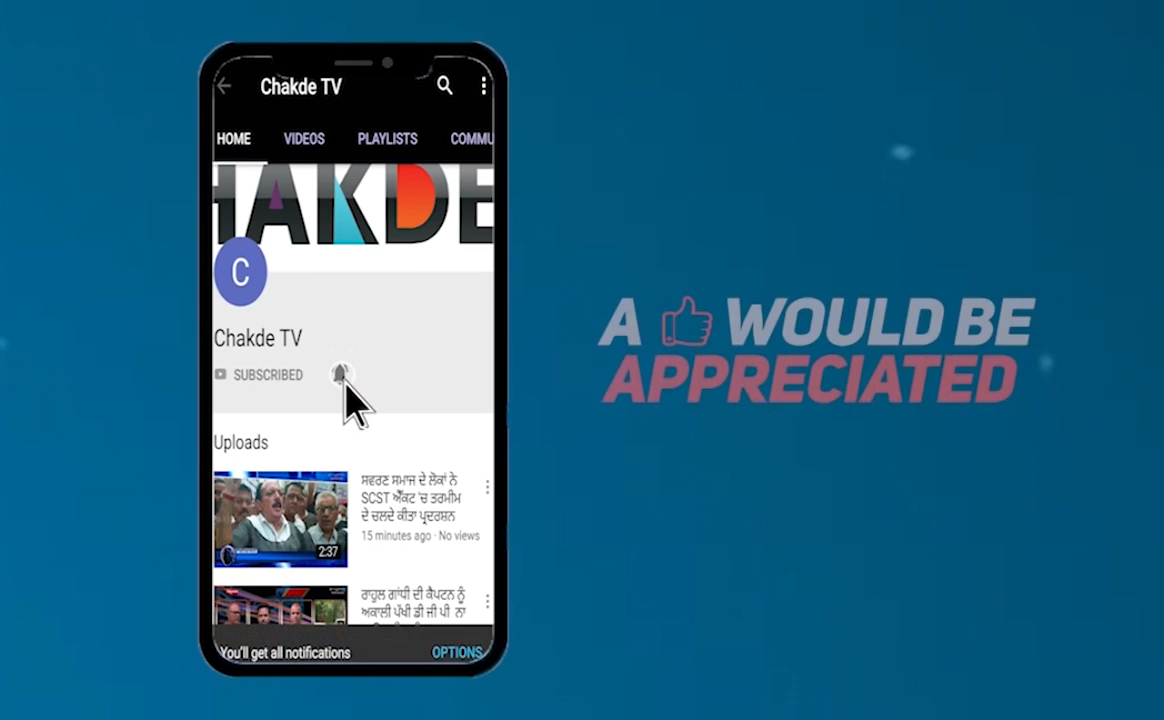 Chakde TV
HOME VIDEOS PLAYLISTS COMMU
HAKDE
C
Chakde TV
SUBSCRIBED
Uploads
ਸਵਰਣ ਸਮਾਜ ਦੇ ਲੋਕਾਂ ਨੇ
SCST ਐਕਟ 'ਚ ਤਰਮੀਮ
ਦੇ ਚਲਦੇ ਕੀਤਾ ਪ੍ਰਦਰਸ਼ਨ
15 minutes ago · No views
2:37
ਰਾਹੁਲ ਗਾਂਧੀ ਦੀ ਕੈਪਟਨ ਨੂੰ
ਅਕਾਲੀ ਪੱਖੀ ਡੀ ਜੀ ਪੀ ਨਾ
You'll get all notifications OPTIONS
A WOULD BE
APPRECIATED